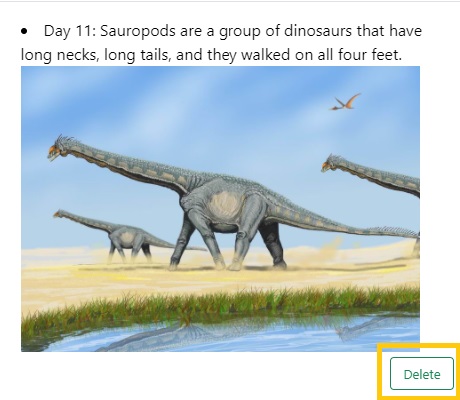 • Day 11: Sauropods are a group of dinosaurs that have
long necks, long tails, and they walked on all four feet.
Delete